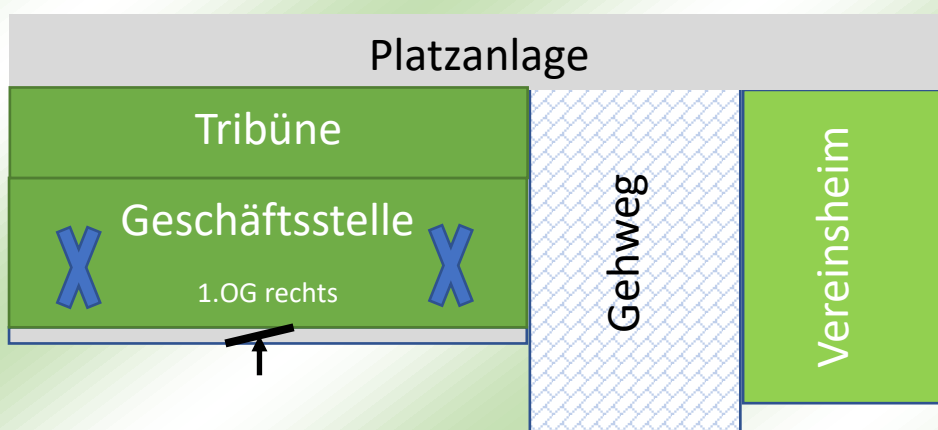 Platzanlage
Tribüne
Geschäftsstelle
1.OG rechts
Gehweg
Vereinsheim